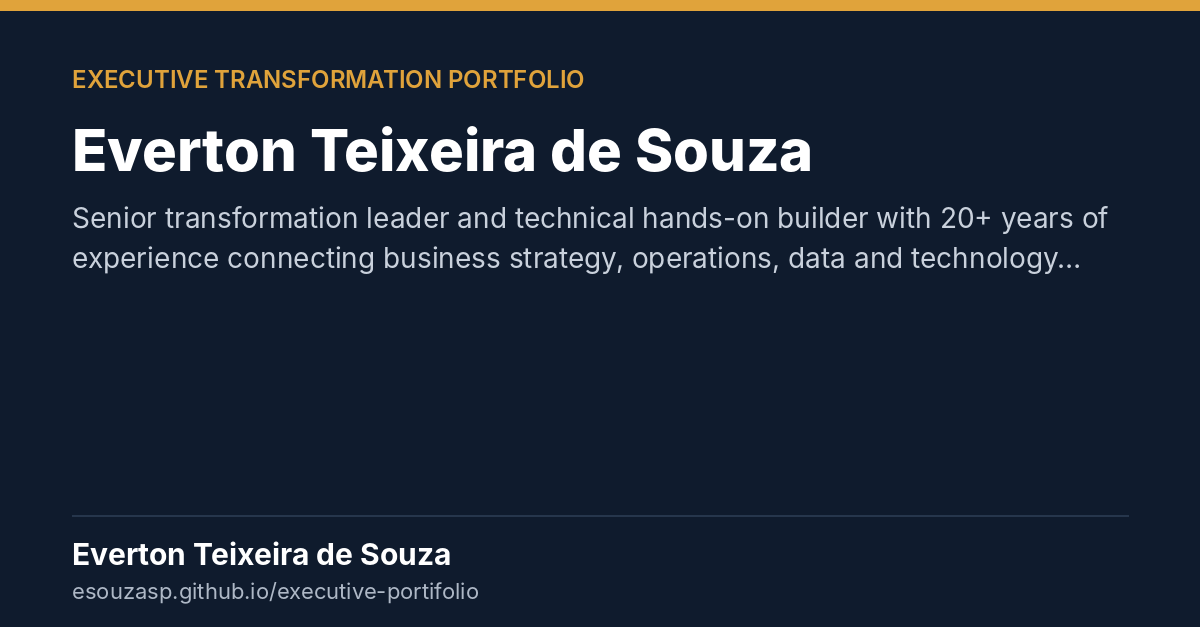 EXECUTIVE TRANSFORMATION PORTFOLIO
Everton Teixeira de Souza
Senior transformation leader and technical hands-on builder with 20+ years of
experience connecting business strategy, operations, data and technology...
Everton Teixeira de Souza
esouzasp.github.io/executive-portifolio